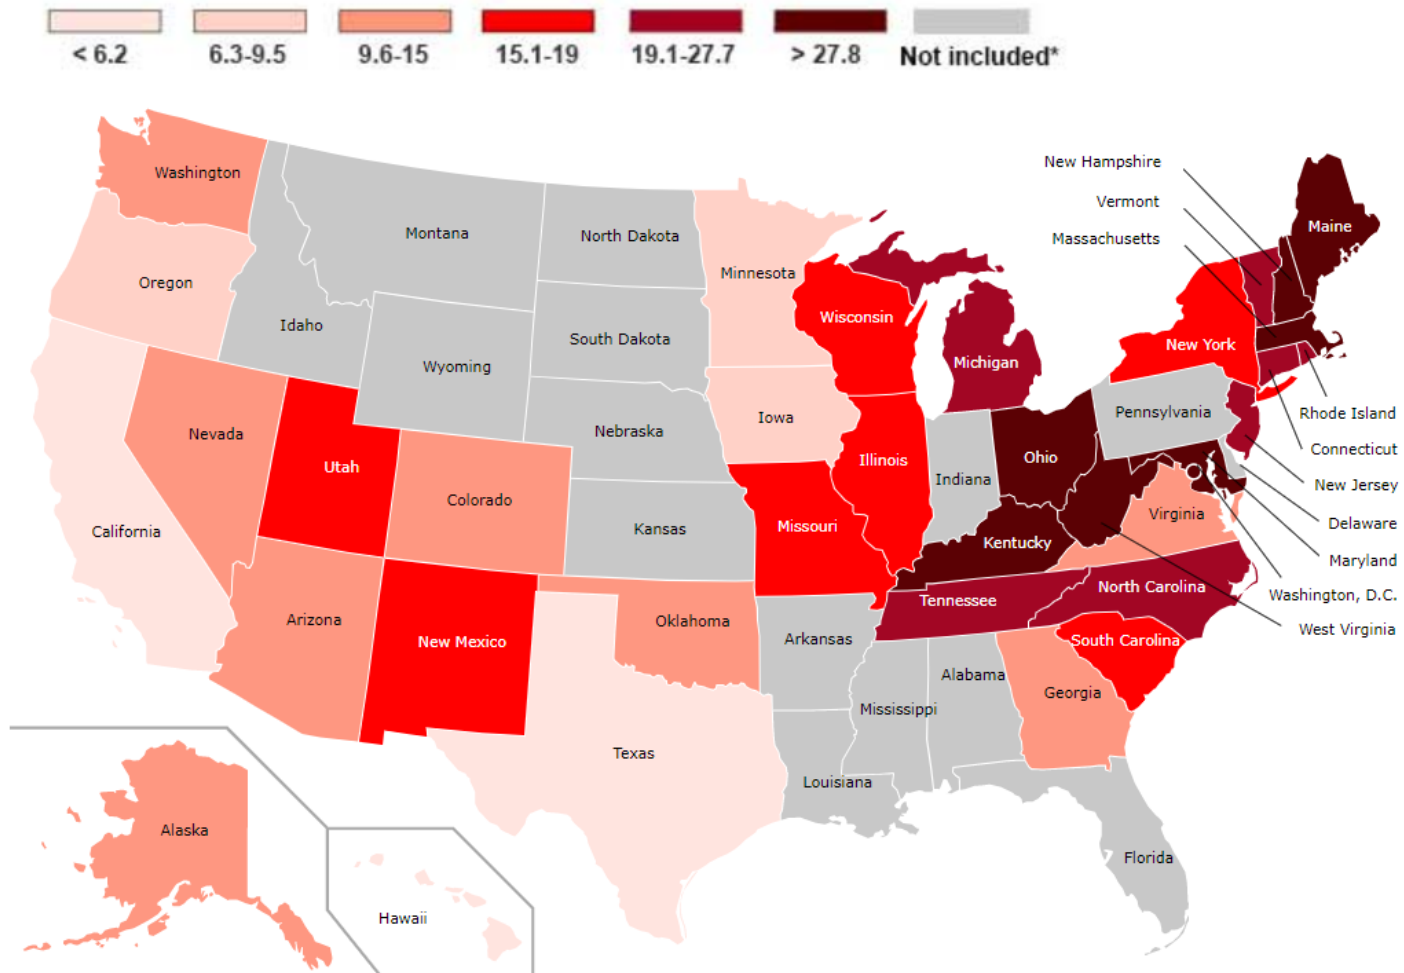 < 6.2
6.3-9.5
9.6-15
15.1-19
19.1-27.7
> 27.8
Not included*
New Hampshire
Vermont
Massachusetts
Maine
Washington
Montana
North Dakota
Minnesota
Oregon
Idaho
South Dakota
Wisconsin
Wyoming
Michigan
New York
Rhode Island
Iowa
Pennsylvania
Nebraska
Nevada
Connecticut
Utah
Illinois
Ohio
Indiana
New Jersey
Colorado
Delaware
California
Kansas
Missouri
Kentucky
Virginia
Maryland
Washington, D.C.
Tennessee
North Carolina
West Virginia
Arizona
New Mexico
Oklahoma
Arkansas
South Carolina
Alabama
Georgia
Mississippi
Texas
Louisiana
Alaska
Florida
Hawaii